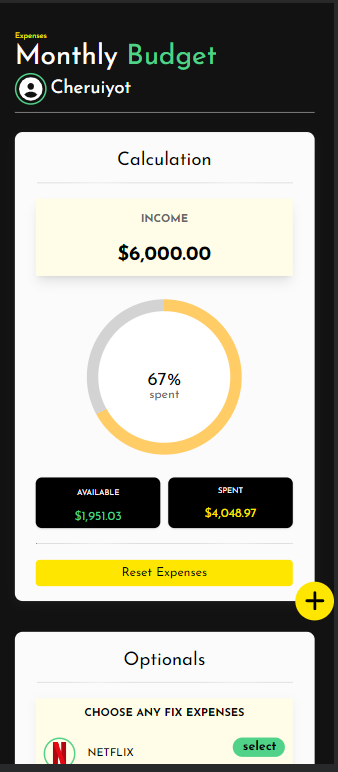 Expenses
Monthly Budget
Cheruiyot
Calculation
INCOME
$6,000.00
67%
spent
AVAILABLE
$1,951.03
SPENT
$4,048.97
Reset Expenses
+
Optionals
CHOOSE ANY FIX EXPENSES
N NETFLIX select